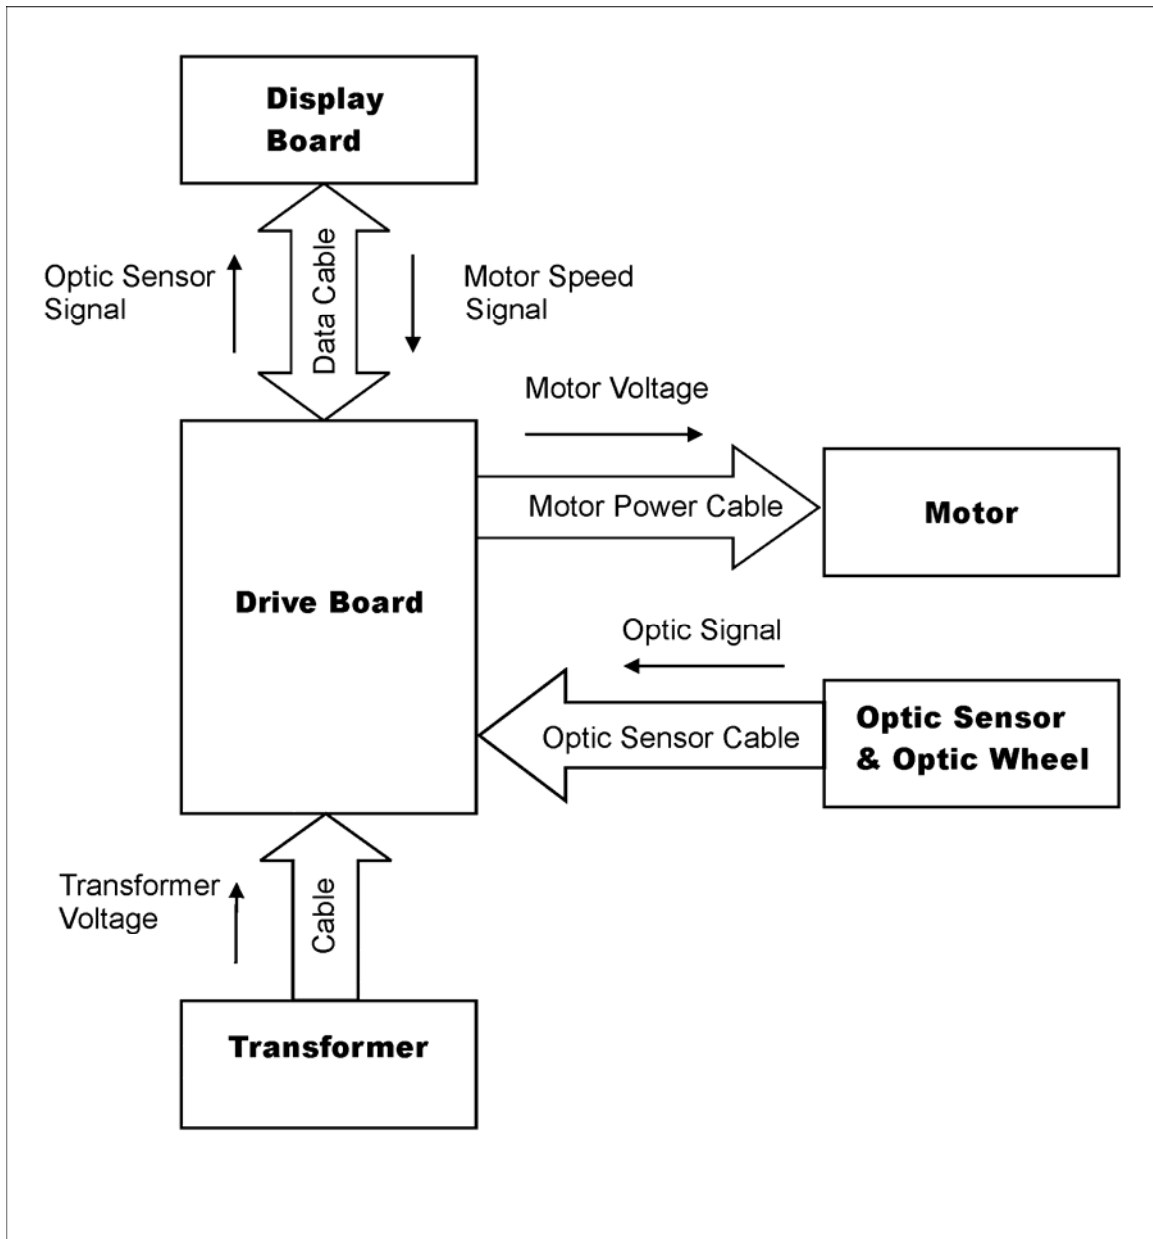 Display
Board
Optic Sensor
Signal
Data Cable
Motor Speed
Signal
Motor Voltage
Motor Power Cable
Motor
Drive Board
Optic Signal
Optic Sensor Cable
Optic Sensor
& Optic Wheel
Transformer
Voltage
Cable
Transformer